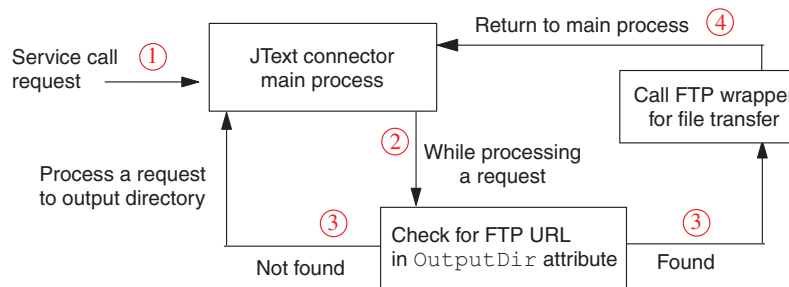 Return to main process 4
Service call
request
1
JText connector
main process
Call FTP wrapper
for file transfer
2
While processing
a request
Process a request
to output directory
3
Not found
Check for FTP URL
in OutputDir attribute
3
Found